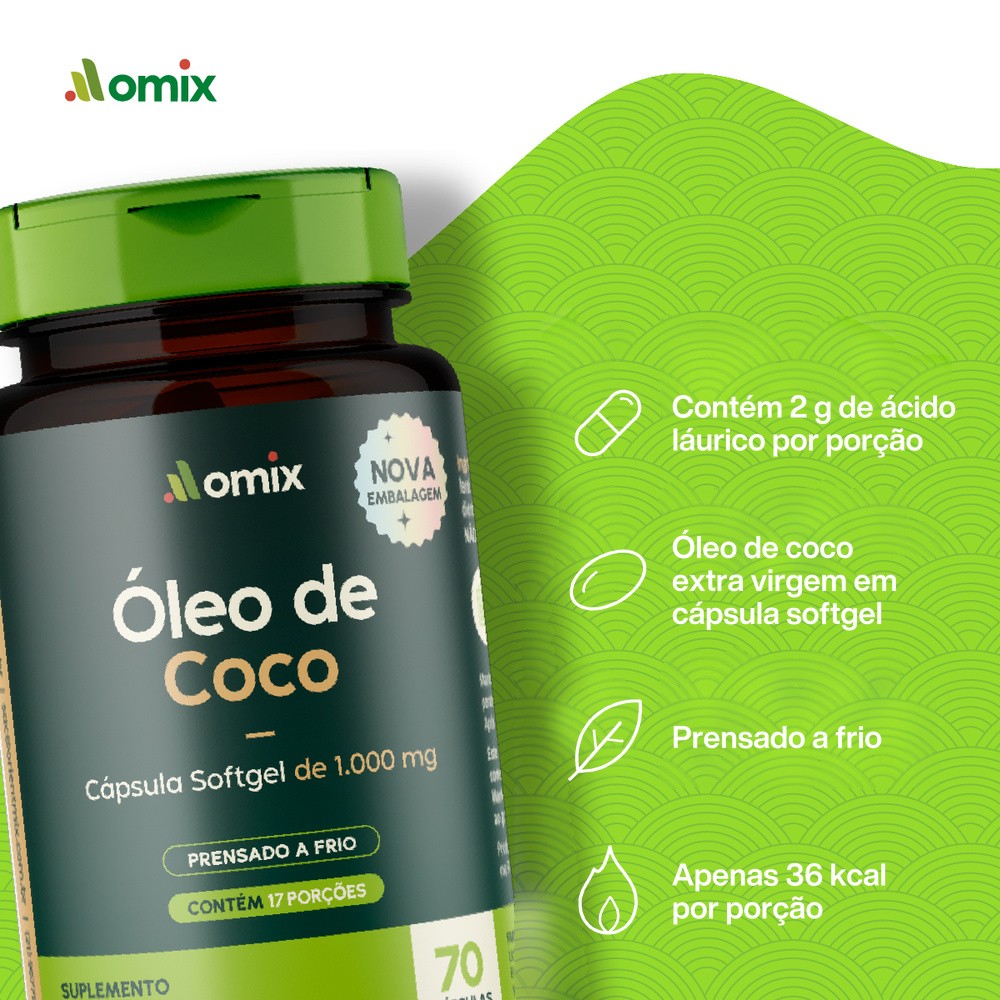 omix
omix
NOVA
EMBALAGEM
Óleo de
Coco
Cápsula Softgel de 1.000 mg
PRENSADO A FRIO
CONTÉM 17 PORÇÕES
SUPLEMENTO
70
Contém 2 g de ácido
láurico por porção
Óleo de coco
extra virgem em
cápsula softgel
Prensado a frio
Apenas 36 kcal
por porção